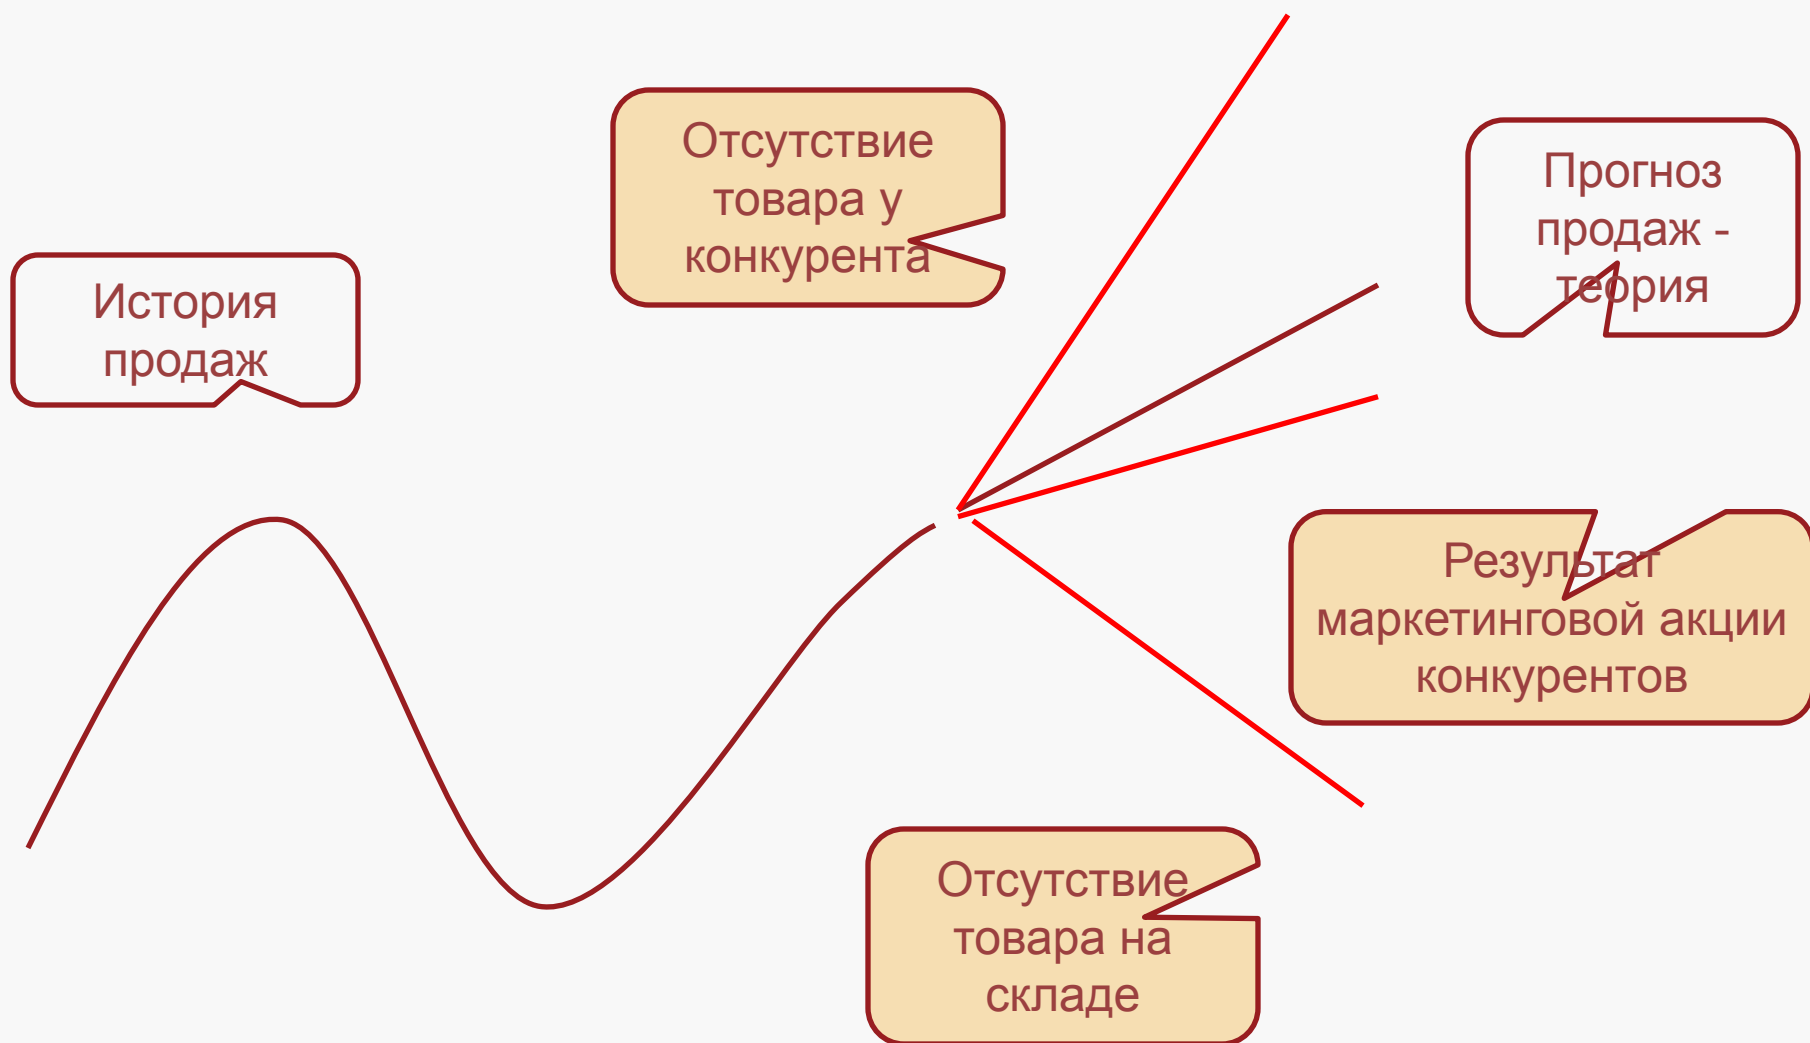 История
продаж
Отсутствие
товара у
конкурента
Прогноз
продаж -
теория
Результат
маркетинговой акции
конкурентов
Отсутствие
товара на
складе